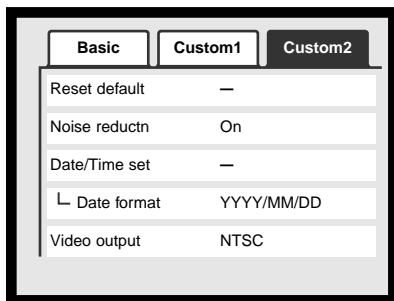 Basic Custom1 Custom2
Reset default —
Noise reductn On
Date/Time set —
Date format YYYY/MM/DD
Video output NTSC